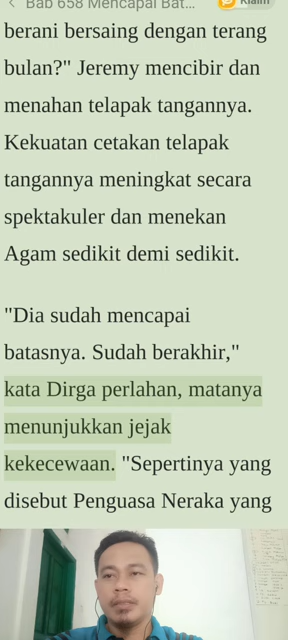 Bab 658 Mencapai Bat...
Klaim
berani bersaing dengan terang
bulan?" Jeremy mencibir dan
menahan telapak tangannya.
Kekuatan cetakan telapak
tangannya meningkat secara
spektakuler dan menekan
Agam sedikit demi sedikit.
"Dia sudah mencapai
batasnya. Sudah berakhir,"
kata Dirga perlahan, matanya
menunjukkan jejak
kekecewaan. "Sepertinya yang
disebut Penguasa Neraka yang